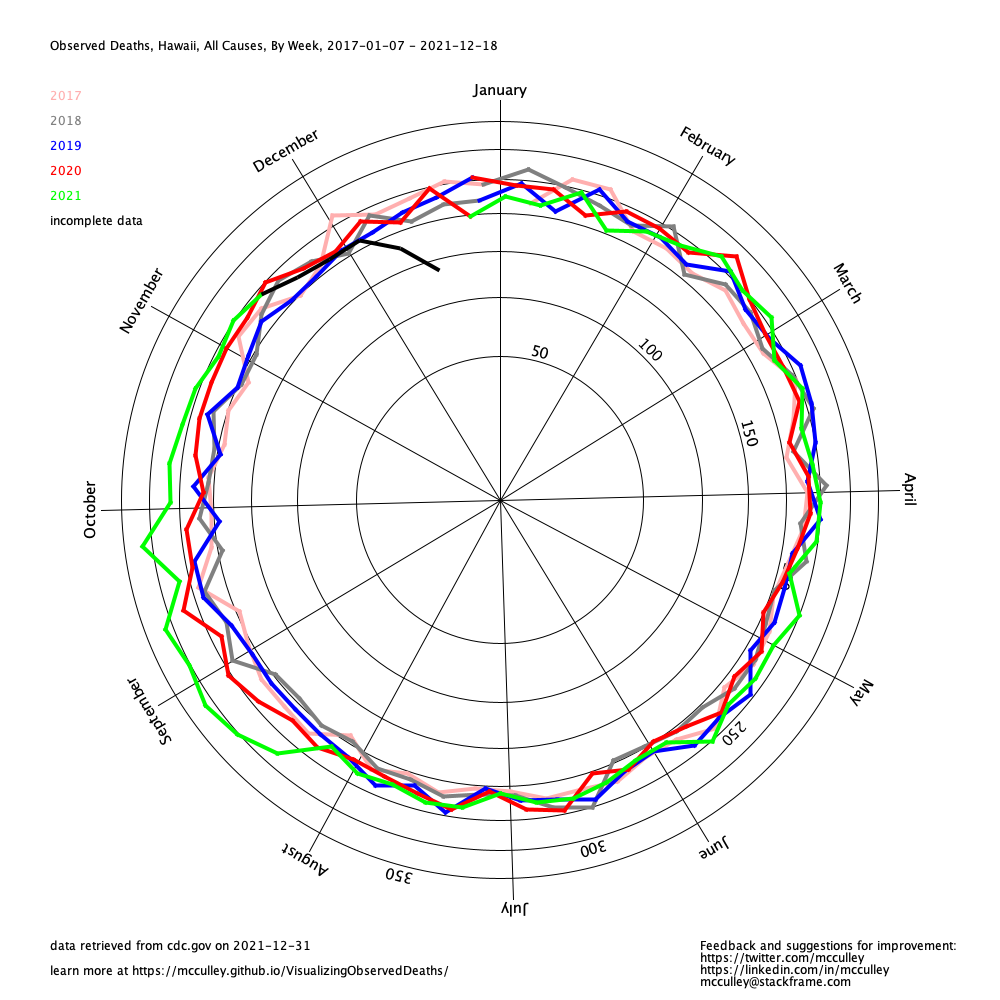 Observed Deaths, Hawaii, All Causes, By Week, 2017-01-07 - 2021-12-18
January
2017
2018
2019
2020
2021
incomplete data
December
February
November
March
50
100
150
October
April
September
May
250
300
350
August
June
July
data retrieved from cdc.gov on 2021-12-31
learn more at https://mcculley.github.io/VisualizingObservedDeaths/
Feedback and suggestions for improvement:
https://twitter.com/mcculley
https://linkedin.com/in/mcculley
mcculley@stackframe.com